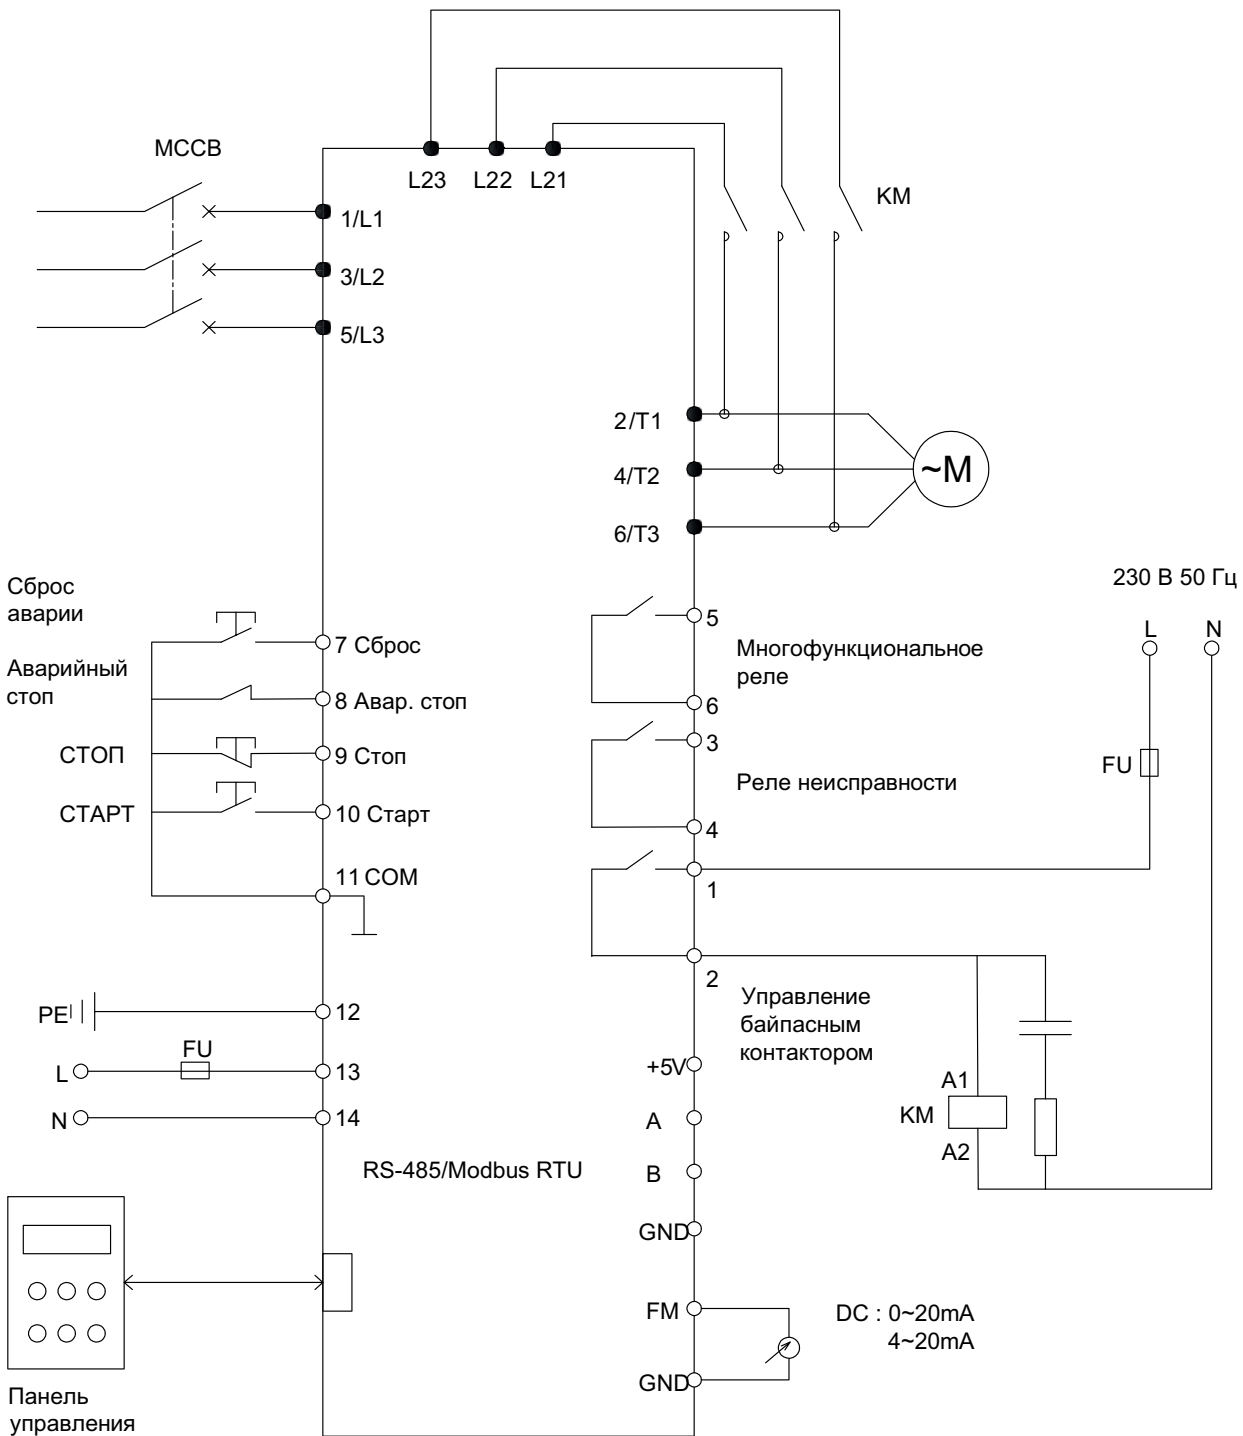 MCCB
L23
L22
L21
KM
1/L1
3/L2
5/L3
2/T1
4/T2
6/T3
~M
230 В 50 Гц
L
N
FU
Сброс
аварии
Аварийный
стоп
СТОП
СТАРТ
7 Сброс
8 Авар. стоп
9 Стоп
10 Старт
11 COM
5
Многофункциональное
реле
6
3
Реле неисправности
4
1
2
Управление
байпасным
контактором
PE
12
FU
L
13
N
14
+5V
A
B
GND
A1
KM
A2
RS-485/Modbus RTU
FM
GND
DC : 0~20mA
4~20mA
Панель
управления